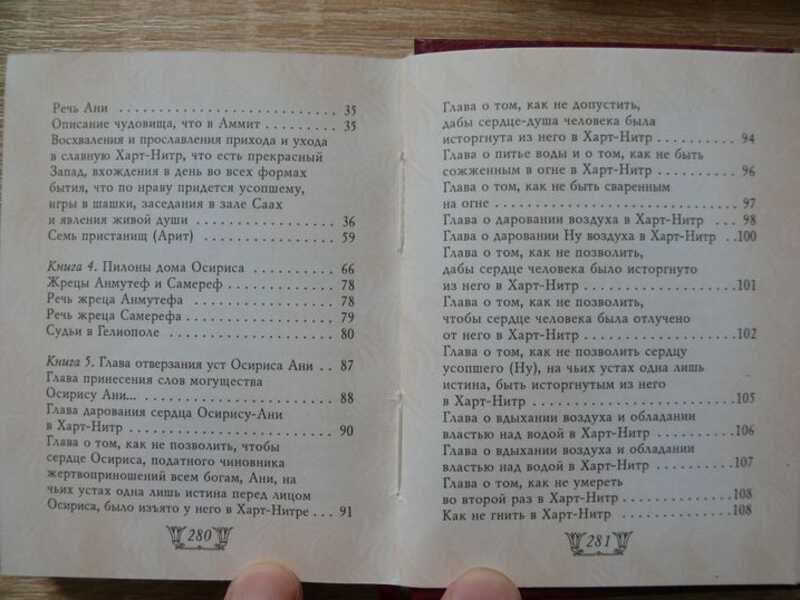 Речь Ани ........................ 35
Описание чудовища, что в Аммит ........ 35
Восхваления и прославления прихода и ухода
в славную Харт-Нитр, что есть прекрасный
Запад, вхождения в день во всех формах
бытия, что по нраву придется усопшему,
игры в шашки, заседания в зале Саах
и явления живой души ................ 36
Семь пристанищ (Арит) ................ 59
Книга 4. Пилоны дома Осириса .......... 66
Жрецы Анмутеф и Самереф ............. 78
Речь жреца Анмутефа ................. 78
Речь жреца Самерефа ................. 79
Судьи в Гелиополе ................... 80
Книга 5. Глава отверзания уст Осириса Ани .. 87
Глава принесения слов могущества
Осирису Ани... ...................... 88
Глава дарования сердца Осирису-Ани
в Харт-Нитр ........................ 90
Глава о том, как не позволить, чтобы
сердце Осириса, податного чиновника
жертвоприношений всем богам, Ани, на
чьих устах одна лишь истина перед лицом
Осириса, было изъято у него в Харт-Нитре ... 91
280
Глава о том, как не допустить,
дабы сердце-душа человека была
исторгнута из него в Харт-Нитр .......... 94
Глава о питье воды и о том, как не быть
сожженным в огне в Харт-Нитр .......... 96
Глава о том, как не быть сваренным
на огне ........................... 97
Глава о даровании воздуха в Харт-Нитр ... 98
Глава о даровании Ну воздуха в Харт-Нитр .. 100
Глава о том, как не позволить,
дабы сердце человека было исторгнуто
из него в Харт-Нитр .................. 101
Глава о том, как не позволить,
чтобы сердце человека было отлучено
от него в Харт-Нитр .................. 102
Глава о том, как не позволить сердцу
усопшего (Ну), на чьих устах одна лишь
истина, быть исторгнутым из него
в Харт-Нитр ........................ 105
Глава о вдыхании воздуха и обладании
властью над водой в Харт-Нитр .......... 106
Глава о вдыхании воздуха и обладании
властью над водой в Харт-Нитр .......... 107
Глава о том, как не умереть
во второй раз в Харт-Нитр ............. 108
Как не гнить в Харт-Нитр .............. 108
281